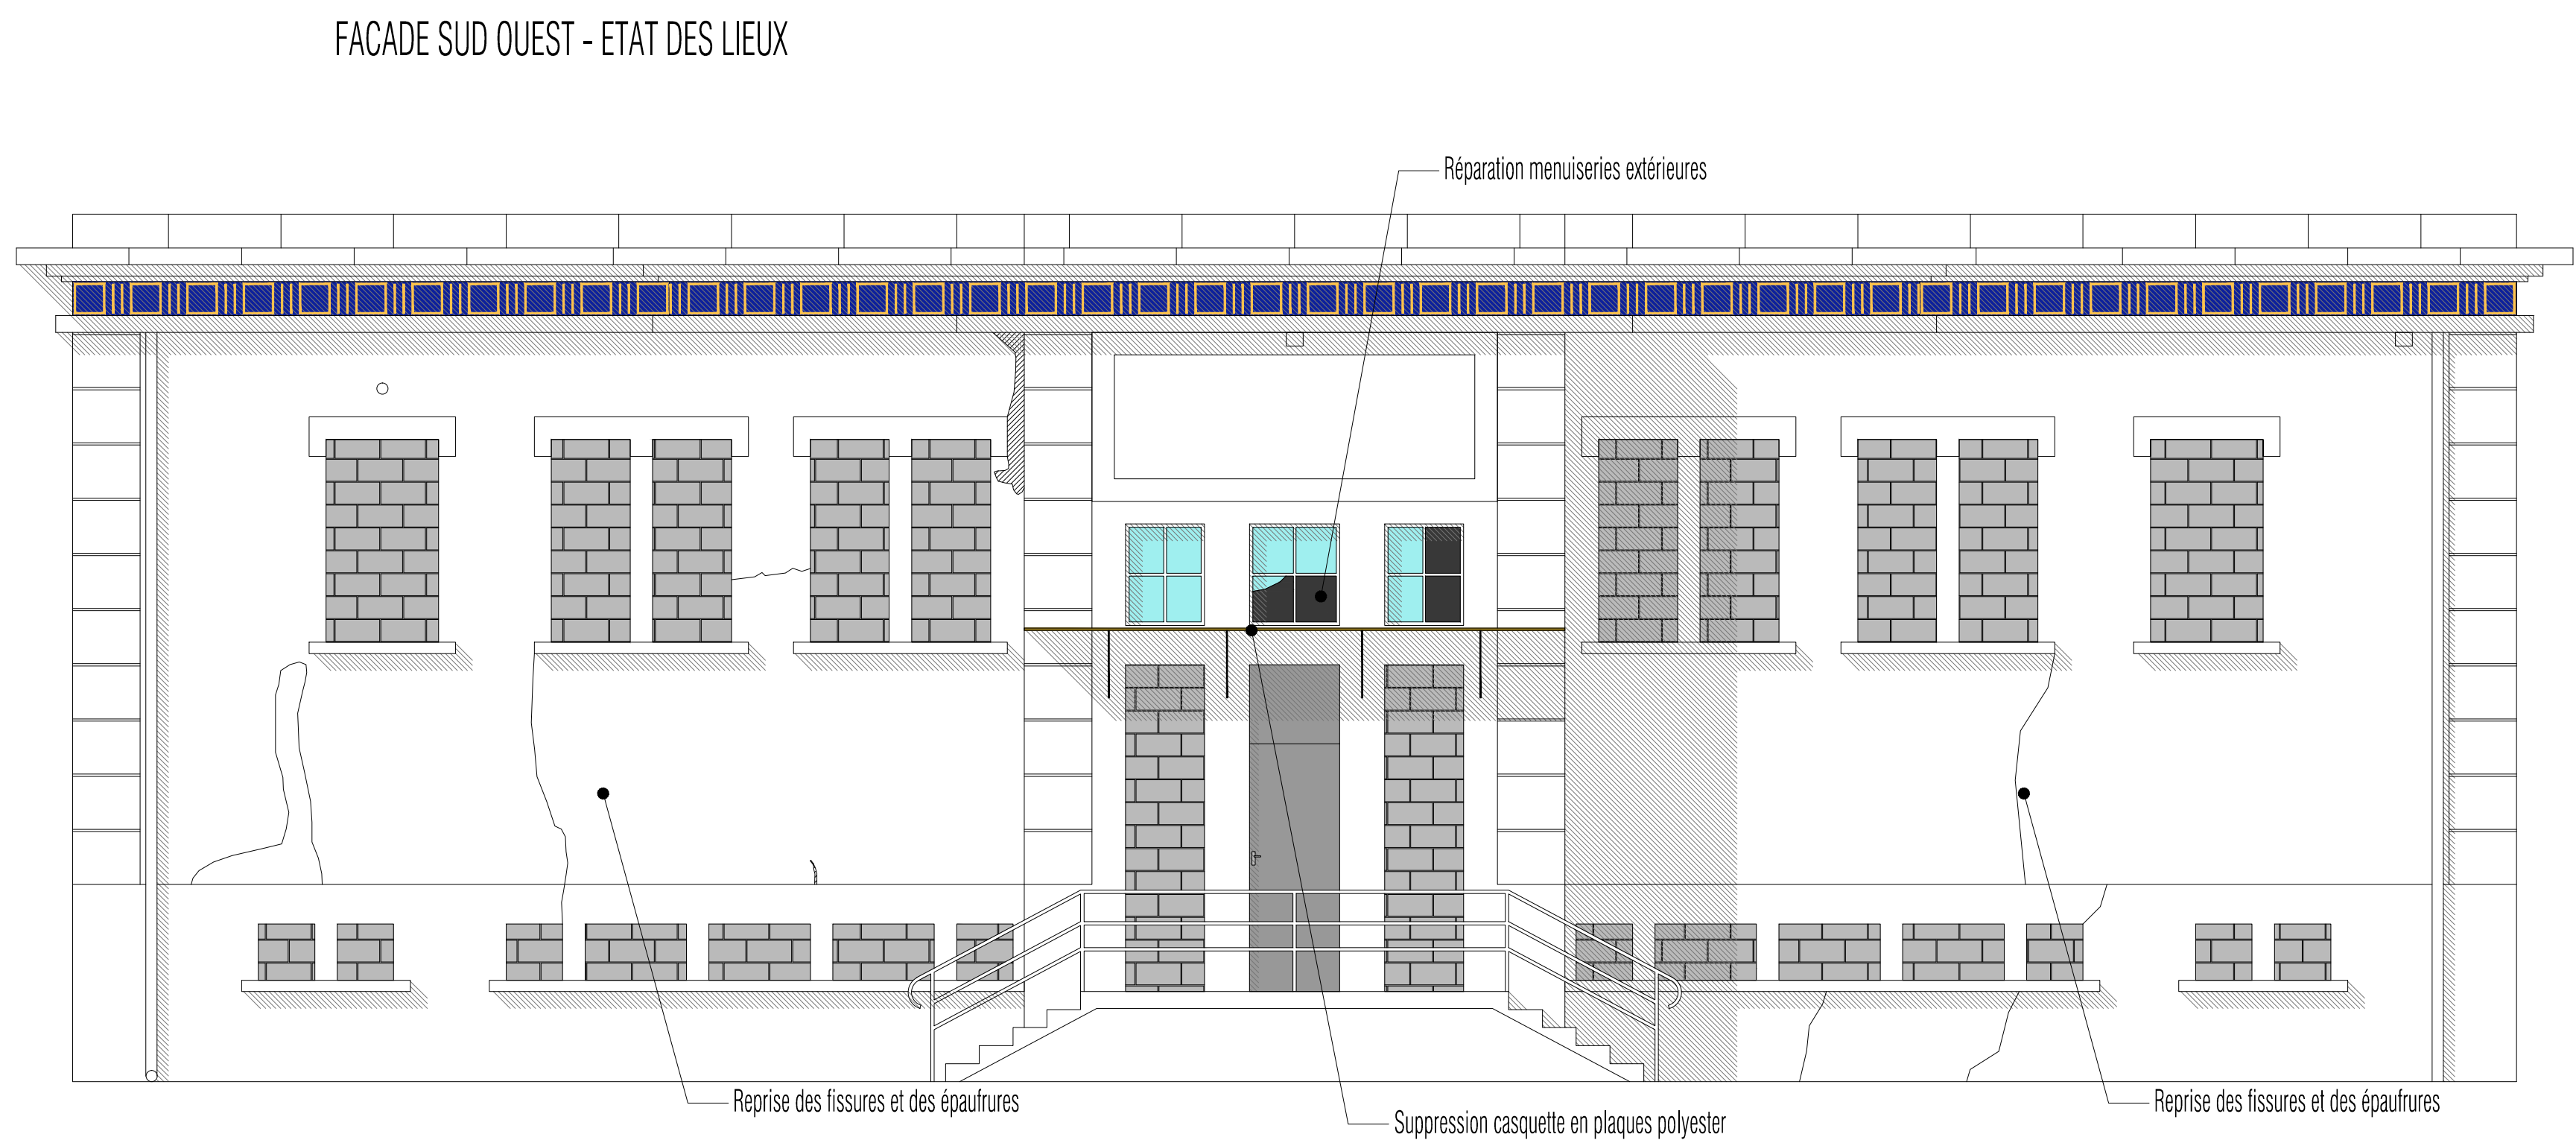 FACADE SUD OUEST - ETAT DES LIEUX
Réparation menuiseries extérieures
Reprise des fissures et des épaufrures
Reprise des fissures et des épaufrures
Suppression casquette en plaques polyester